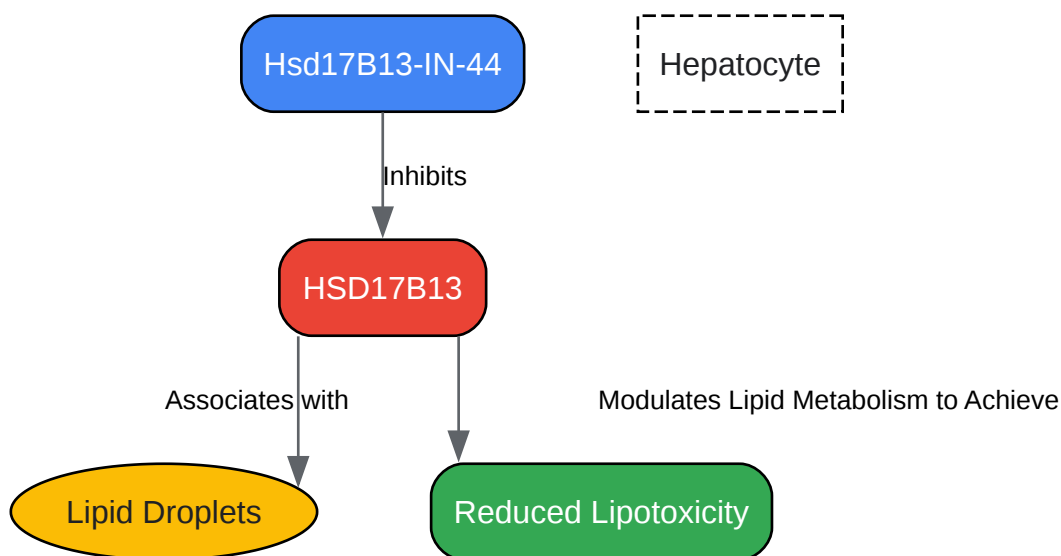 Hsd17B13-IN-44
Hepatocyte
Inhibits
HSD17B13
Associates with
Modulates Lipid Metabolism to Achieve
Lipid Droplets
Reduced Lipotoxicity